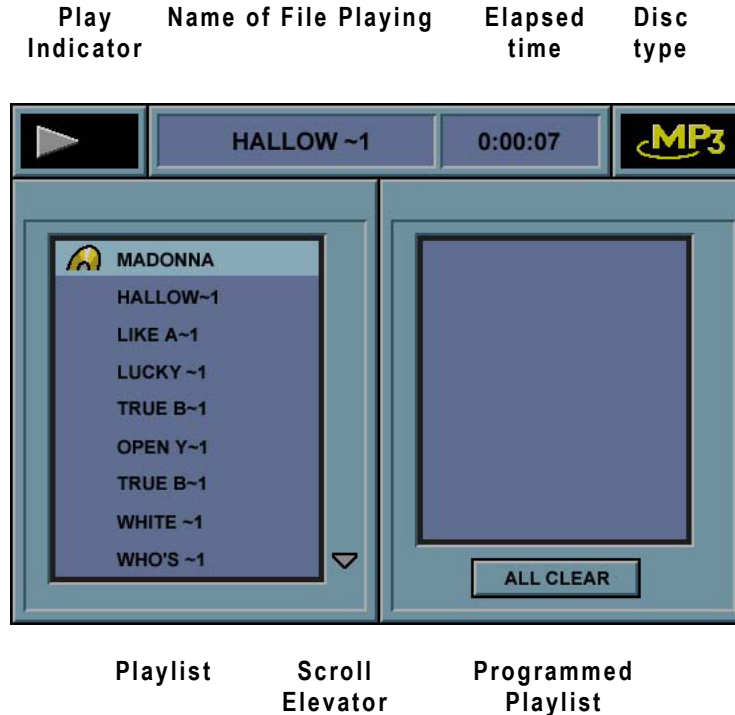 Play Name of File Playing Elapsed Disc
Indicator time type
HALLOW ~1 0:00:07 MP3
MADONNA
HALLOW~1
LIKE A~1
LUCKY ~1
TRUE B~1
OPEN Y~1
TRUE B~1
WHITE ~1
WHO'S ~1
ALL CLEAR
Playlist Scroll Programmed
Elevator Playlist